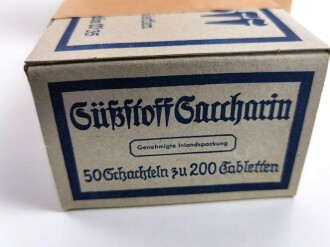 Süßstoff Saccharin
Genehmigte Inlandspackung
50 Schachteln zu 200 Tabletten